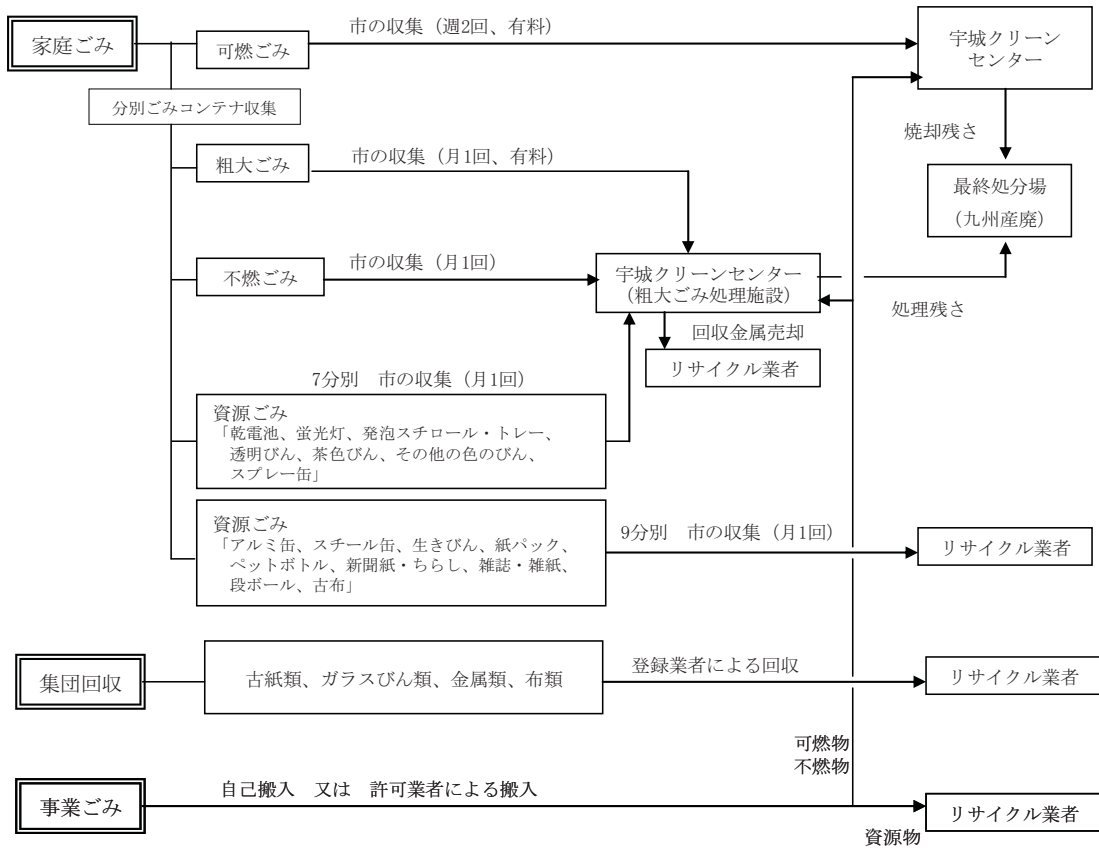 家庭ごみ
可燃ごみ
市の収集（週2回、有料）
宇城クリーン
センター
分別ごみコンテナ収集
焼却残さ
粗大ごみ
市の収集（月1回、有料）
最終処分場
（九州産廃）
不燃ごみ
市の収集（月1回）
宇城クリーンセンター
（粗大ごみ処理施設）
処理残さ
回収金属売却
リサイクル業者
7分別　市の収集（月1回）
資源ごみ
「乾電池、蛍光灯、発泡スチロール・トレー、
透明びん、茶色びん、その他の色のびん、
スプレー缶」
資源ごみ
「アルミ缶、スチール缶、生きびん、紙パック、
ペットボトル、新聞紙・ちらし、雑誌・雑紙、
段ボール、古布」
9分別　市の収集（月1回）
リサイクル業者
集団回収
古紙類、ガラスびん類、金属類、布類
登録業者による回収
リサイクル業者
可燃物
不燃物
事業ごみ
自己搬入　又は　許可業者による搬入
リサイクル業者
資源物